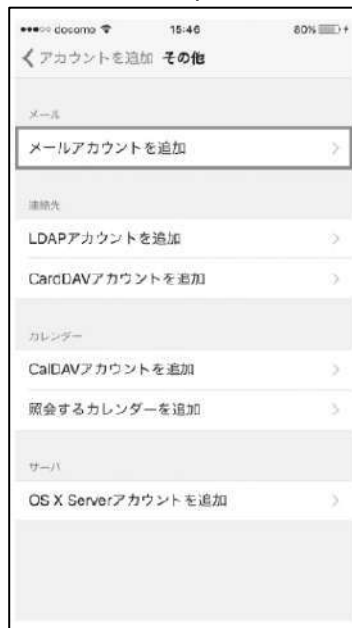 docomo 15:46 80%
アカウントを追加 その他
メール
メールアカウントを追加
連絡先
LDAPアカウントを追加
CardDAVアカウントを追加
カレンダー
CalDAVアカウントを追加
照会するカレンダーを追加
サーバ
OS X Serverアカウントを追加